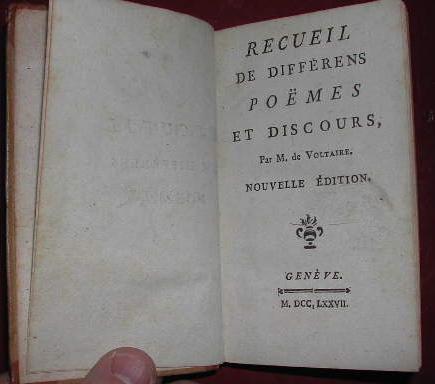 RECUEIL
DE DIFFÉRENS
POËMES
ET DISCOURS,
Par M. de VOLTAIRE.
NOUVELLE ÉDITION.
GENÈVE.
M. DCC, LXXVII.